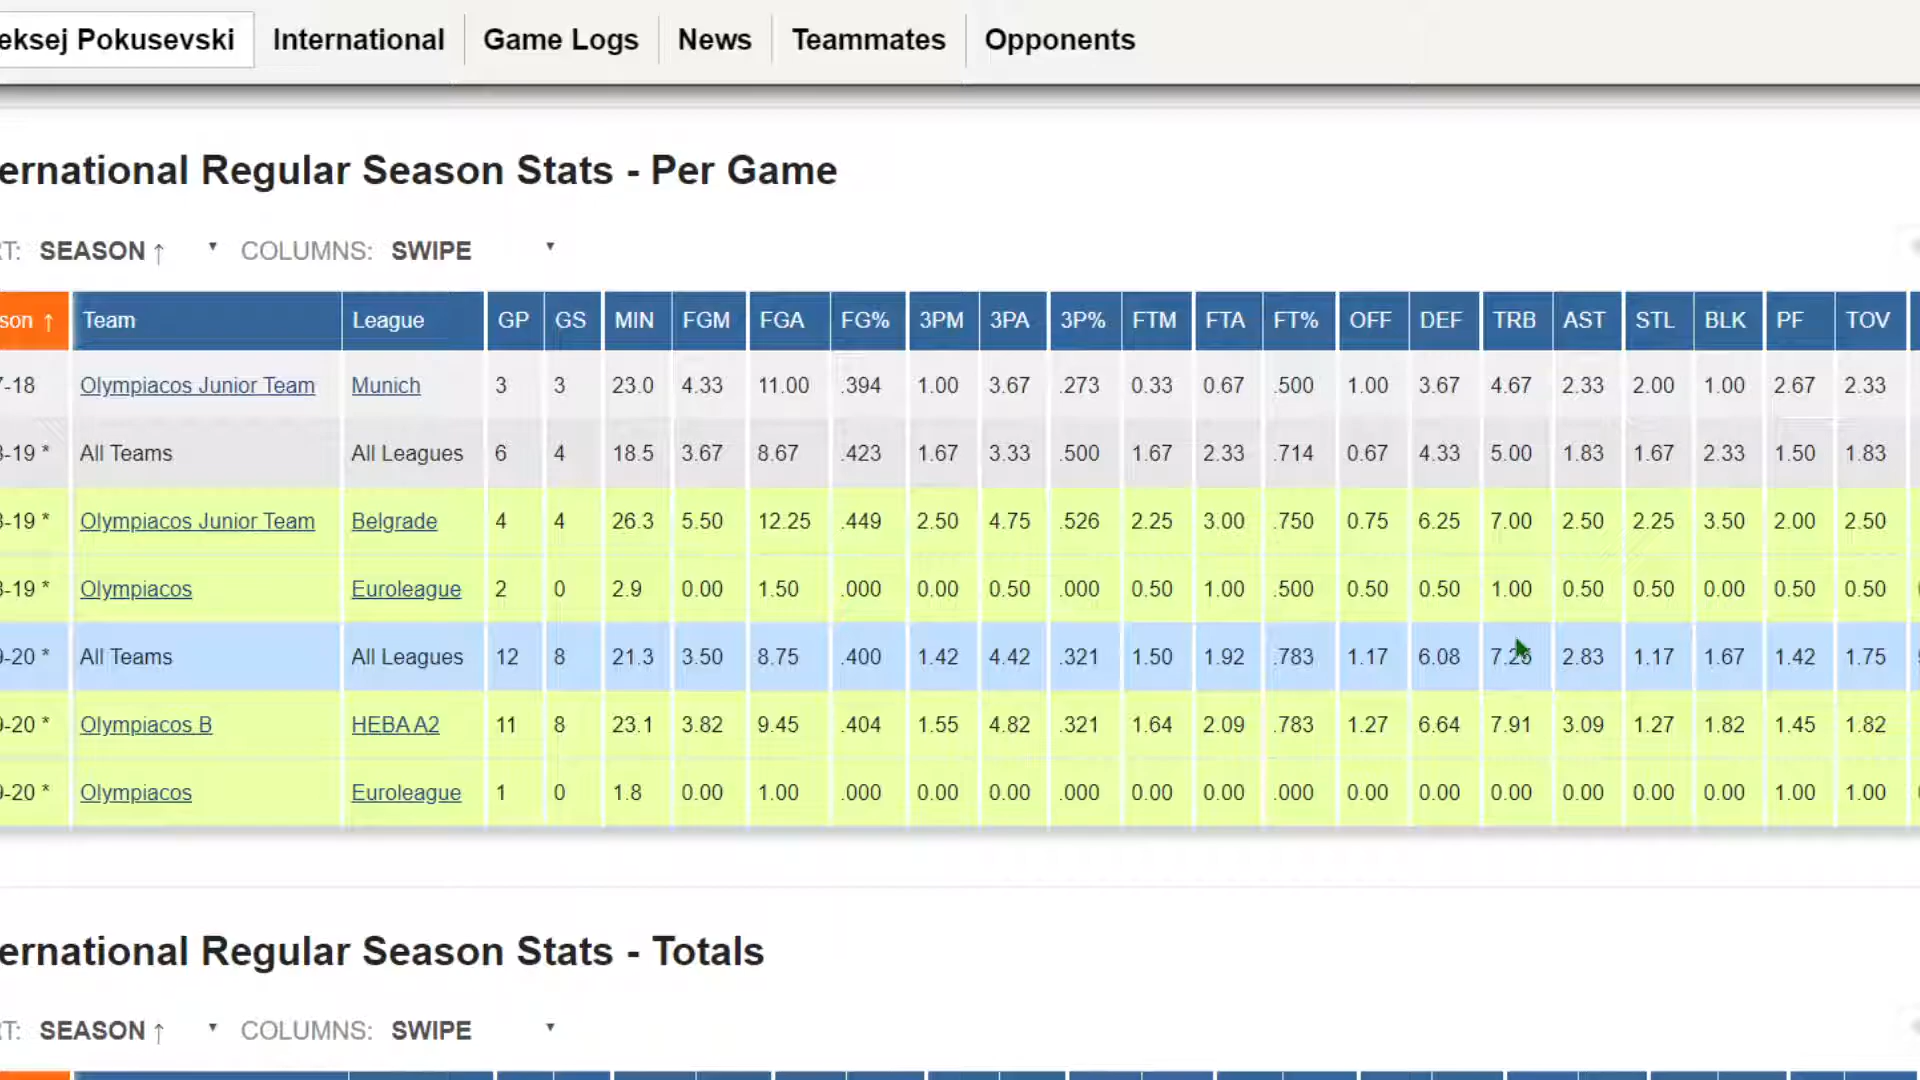 eksej Pokusevski International Game Logs News Teammates Opponents
ernational Regular Season Stats - Per Game
T: SEASON ↑ ▼ COLUMNS: SWIPE ▼
son ↑ Team League GP GS MIN FGM FGA FG% 3PM 3PA 3P% FTM FTA FT% OFF DEF TRB AST STL BLK PF TOV
7-18 Olympiacos Junior Team Munich 3 3 23.0 4.33 11.00 .394 1.00 3.67 .273 0.33 0.67 .500 1.00 3.67 4.67 2.33 2.00 1.00 2.67 2.33
8-19 * All Teams All Leagues 6 4 18.5 3.67 8.67 .423 1.67 3.33 .500 1.67 2.33 .714 0.67 4.33 5.00 1.83 1.67 2.33 1.50 1.83
8-19 * Olympiacos Junior Team Belgrade 4 4 26.3 5.50 12.25 .449 2.50 4.75 .526 2.25 3.00 .750 0.75 6.25 7.00 2.50 2.25 3.50 2.00 2.50
8-19 * Olympiacos Euroleague 2 0 2.9 0.00 1.50 .000 0.00 0.50 .000 0.50 1.00 .500 0.50 0.50 1.00 0.50 0.50 0.00 0.50 0.50
9-20 * All Teams All Leagues 12 8 21.3 3.50 8.75 .400 1.42 4.42 .321 1.50 1.92 .783 1.17 6.08 7.25 2.83 1.17 1.67 1.42 1.75
9-20 * Olympiacos B HEBA A2 11 8 23.1 3.82 9.45 .404 1.55 4.82 .321 1.64 2.09 .783 1.27 6.64 7.91 3.09 1.27 1.82 1.45 1.82
9-20 * Olympiacos Euroleague 1 0 1.8 0.00 1.00 .000 0.00 0.00 .000 0.00 0.00 .000 0.00 0.00 0.00 0.00 0.00 0.00 1.00 1.00
ernational Regular Season Stats - Totals
T: SEASON ↑ ▼ COLUMNS: SWIPE ▼